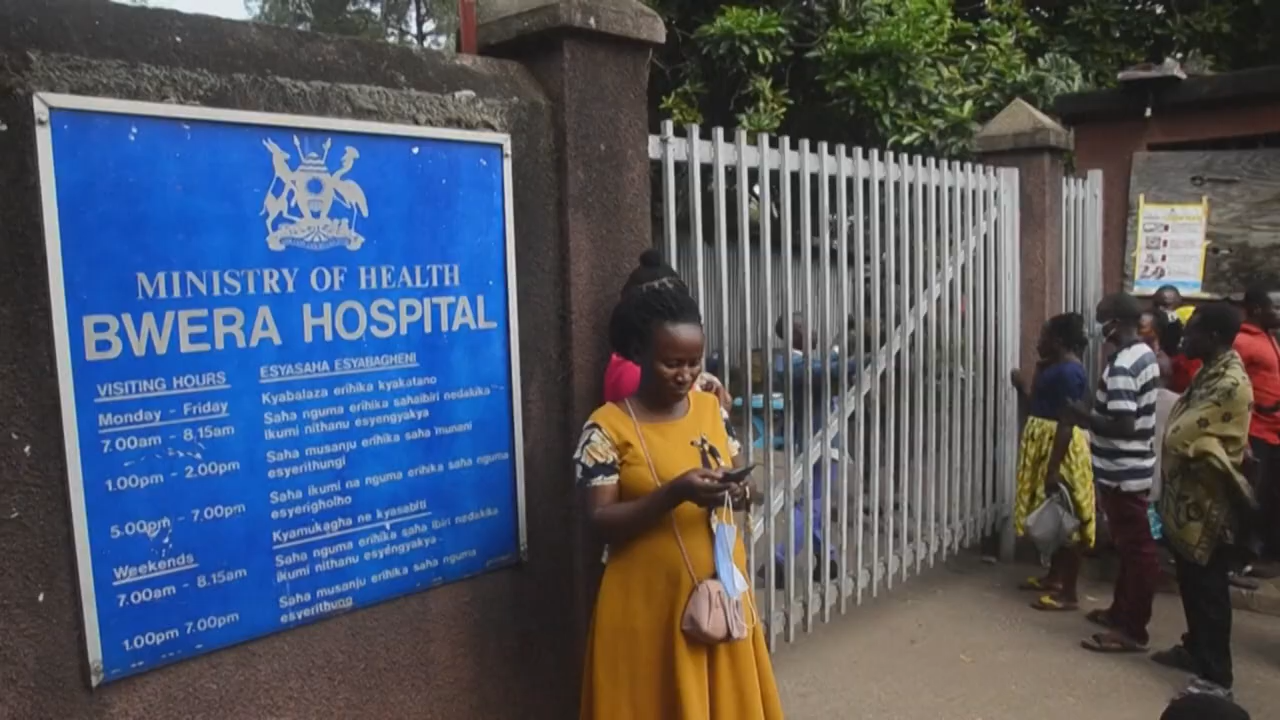 MINISTRY OF HEALTH
BWERA HOSPITAL
VISITING HOURS
Monday - Friday
7.00am - 8.15am
1.00pm - 2.00pm
5.00pm - 7.00pm
Weekends
7.00am - 8.15am
1.00pm 7.00pm
ESYASAHA ESYABAGHENI
Kyabalaza erihika kyakatano
Saha nguma erihika sahaibiri nedakika
ikumi nithanu esyengyakya
Saha musanju erihika saha munani
esyerithungi
Saha ikumi na nguma erihika saha nguma
esyerigholho
Kyamukagha ne kyasabiti
Saha nguma erihika saha ibiri nedakika
ikumi nithanu esyengyakya
Saha musanju erihika saha nguma
esyerithung